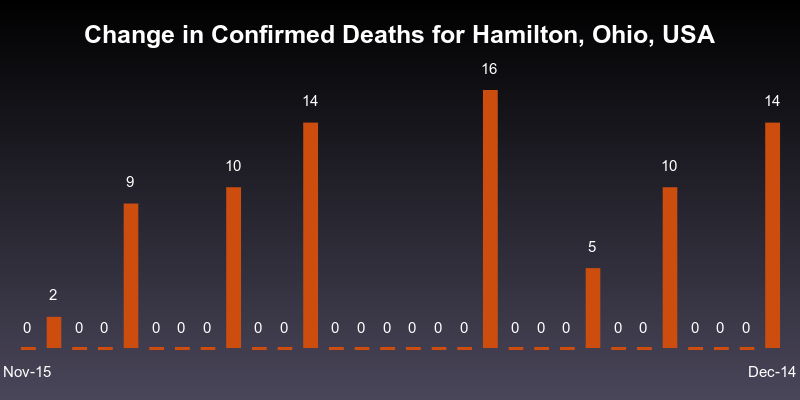 Change in Confirmed Deaths for Hamilton, Ohio, USA
0 2 0 0 9 0 0 0 10 0 0 14 0 0 0 0 0 0 16 0 0 0 5 0 0 10 0 0 0 14
Nov-15 Dec-14